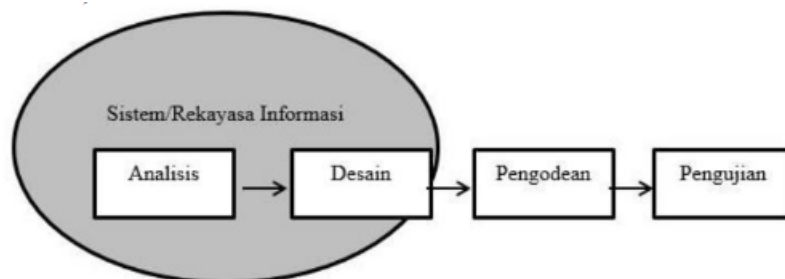 Sistem/Rekayasa Informasi
Analisis
Desain
Pengodean
Pengujian